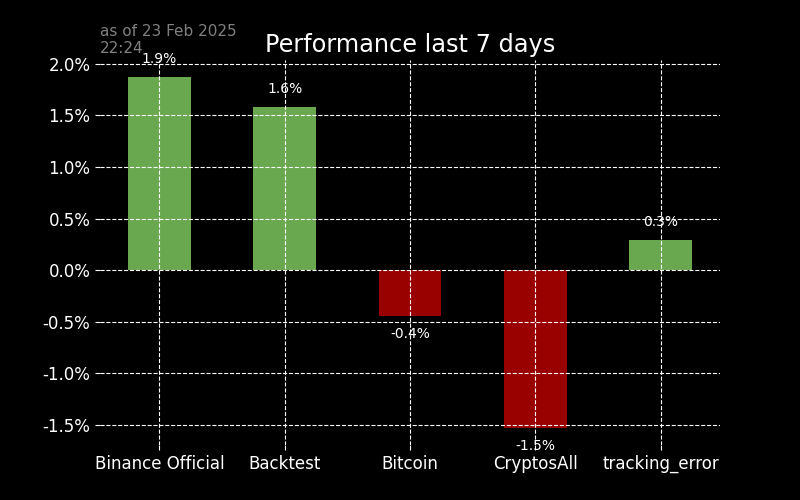 as of 23 Feb 2025
22:24
Performance last 7 days
2.0%
1.5%
1.0%
0.5%
0.0%
-0.5%
-1.0%
-1.5%
1.9%
1.6%
-0.4%
-1.5%
0.3%
Binance Official
Backtest
Bitcoin
CryptosAll
tracking_error